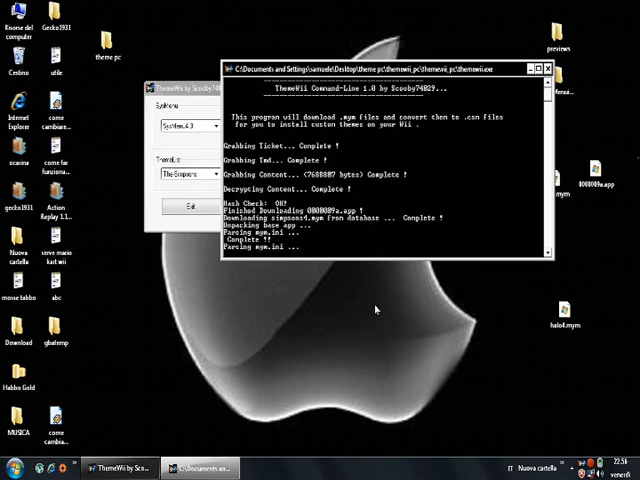 Risorse del
computer
Gecko1931
theme pc
Cestino
utile
Internet
Explorer
come
cambiare...
ocarina
come far
funziona...
gecko1931
Action
Replay 1.1...
Nuova
cartella
serve mario
kart wii
mosse fabbo
abc
Download
gbatemp
Habbo Gold
MUSICA
come
cambia...
ThemeWii by Scooby74029
SysMenu
SysMenu4.3
ThemeList
The-Simpsons
Exit
C:\Documents and Settings\samuele\Desktop\theme pc\themewii_pc\themewii_pc\themewii.exe
ThemeWii Command-Line 1.0 by Scooby74029...
This program will download .mym files and convert them to .csm files
for you to install custom themes on your Wii .
Grabbing Ticket... Complete !
Grabbing Tmd... Complete !
Grabbing Content... (7688887 bytes) Complete !
Decrypting Content... Complete !
Hash Check: OK!
Finished Downloading 0000009a.app !
Downloading simpsons4.mym from database ... Complete !
Unpacking base app ...
Parsing mym.ini ...
Complete !!
Parsing mym.ini ...
previews
0000009a.app
halo4.mym
ThemeWii by Sco...
C:\Documents an...
IT
Nuova cartella
22.56
venerdì